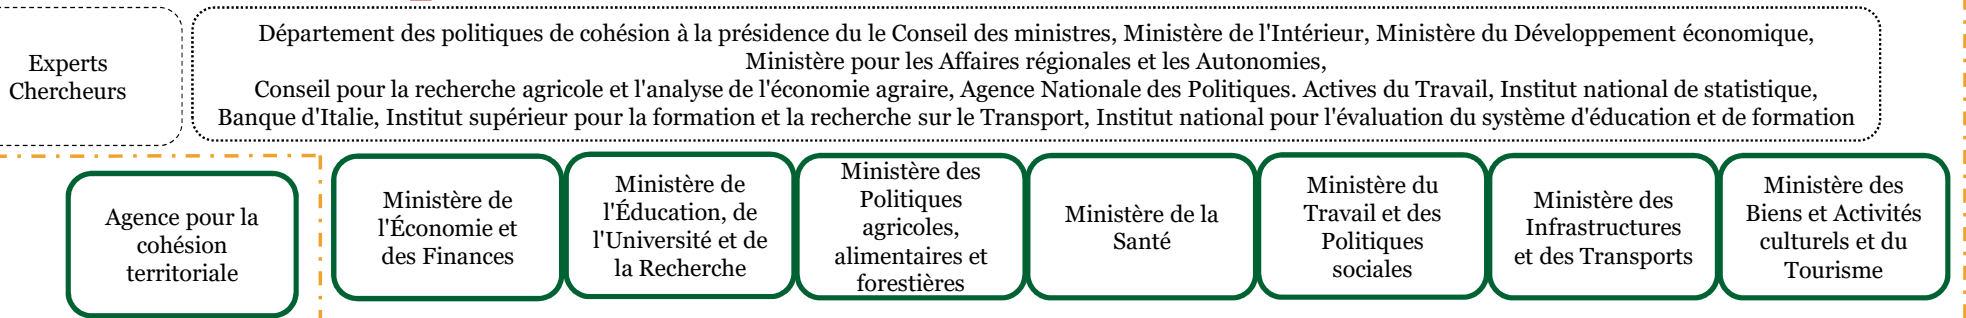 Experts
Chercheurs
Département des politiques de cohésion à la présidence du le Conseil des ministres, Ministère de l'Intérieur, Ministère du Développement économique,
Ministère pour les Affaires régionales et les Autonomies,
Conseil pour la recherche agricole et l'analyse de l'économie agraire, Agence Nationale des Politiques. Actives du Travail, Institut national de statistique,
Banque d'Italie, Institut supérieur pour la formation et la recherche sur le Transport, Institut national pour l'évaluation du système d'éducation et de formation
Agence pour la
cohésion
territoriale
Ministère de
l'Économie et
des Finances
Ministère de
l'Éducation, de
l'Université et de
la Recherche
Ministère des
Politiques
agricoles,
alimentaires et
forestières
Ministère de la
Santé
Ministère du
Travail et des
Politiques
sociales
Ministère des
Infrastructures
et des Transports
Ministère des
Biens et Activités
culturels et du
Tourisme